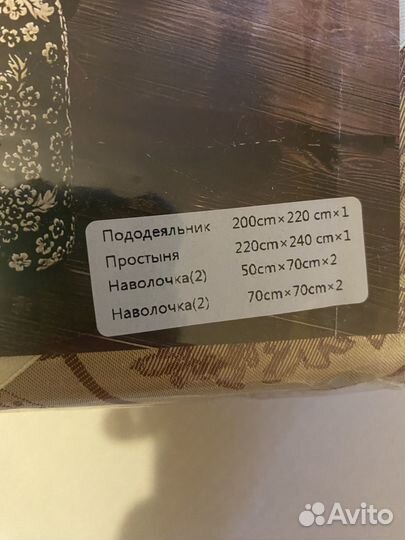 Пододеяльник 200cm×220 cm×1
Простыня 220cm×240 cm×1
Наволочка(2) 50cm×70cm×2
Наволочка(2) 70cm×70cm×2
Avito